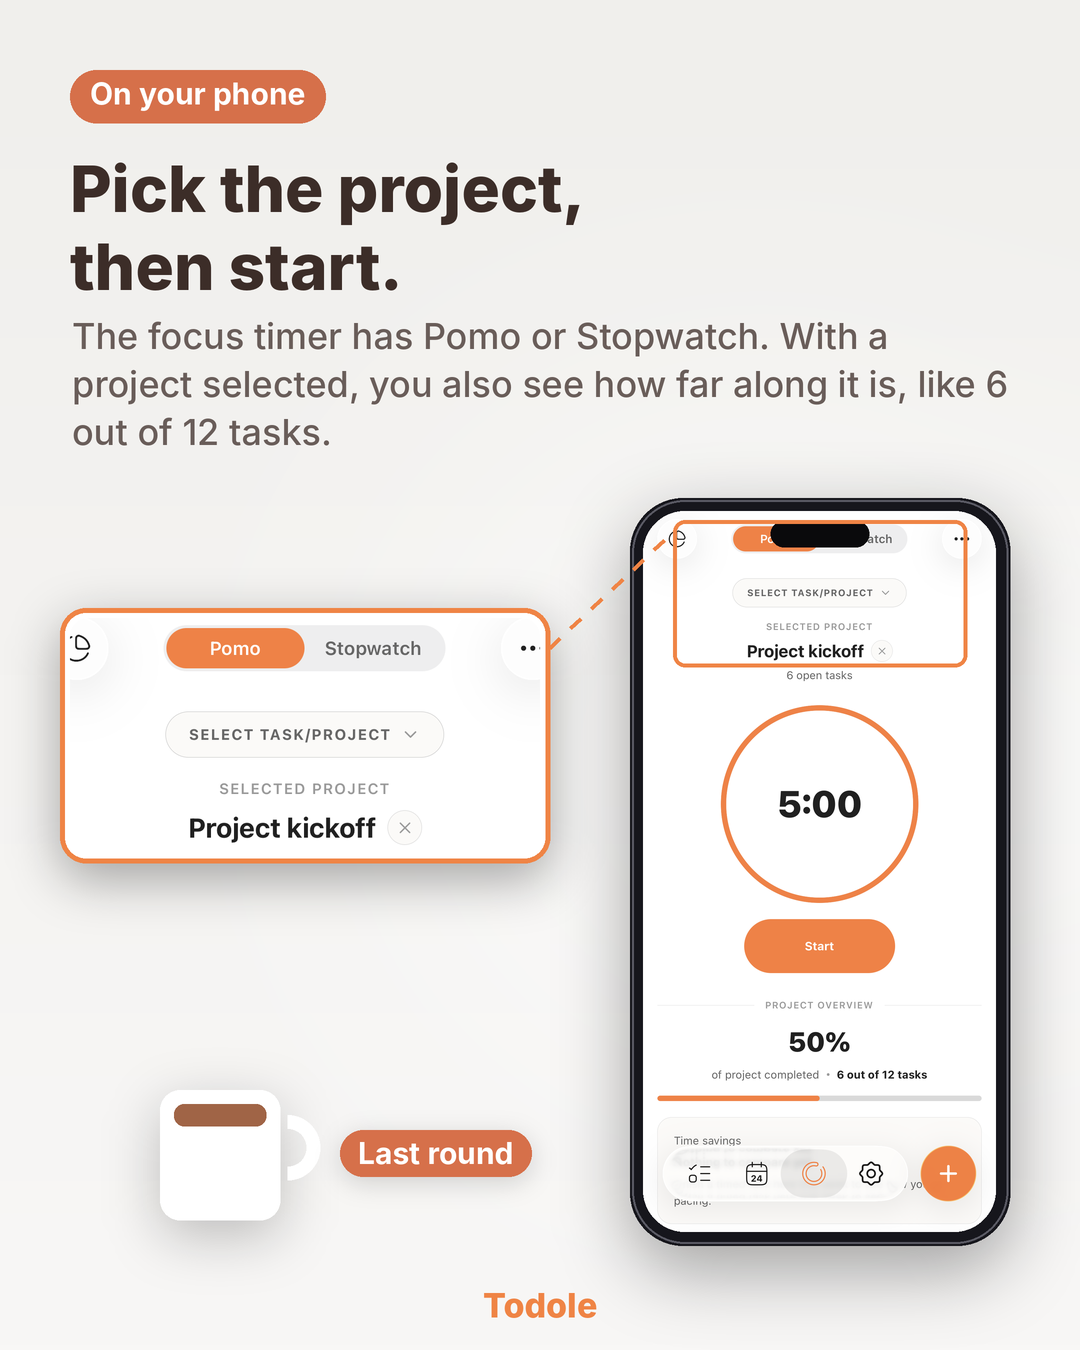 On your phone
Pick the project,
then start.
The focus timer has Pomo or Stopwatch. With a
project selected, you also see how far along it is, like 6
out of 12 tasks.
Pomo
Stopwatch
SELECT TASK/PROJECT
SELECTED PROJECT
Project kickoff
SELECT TASK/PROJECT
SELECTED PROJECT
Project kickoff
6 open tasks
5:00
Start
PROJECT OVERVIEW
50%
of project completed • 6 out of 12 tasks
Time savings
24
pacing.
Last round
Todole